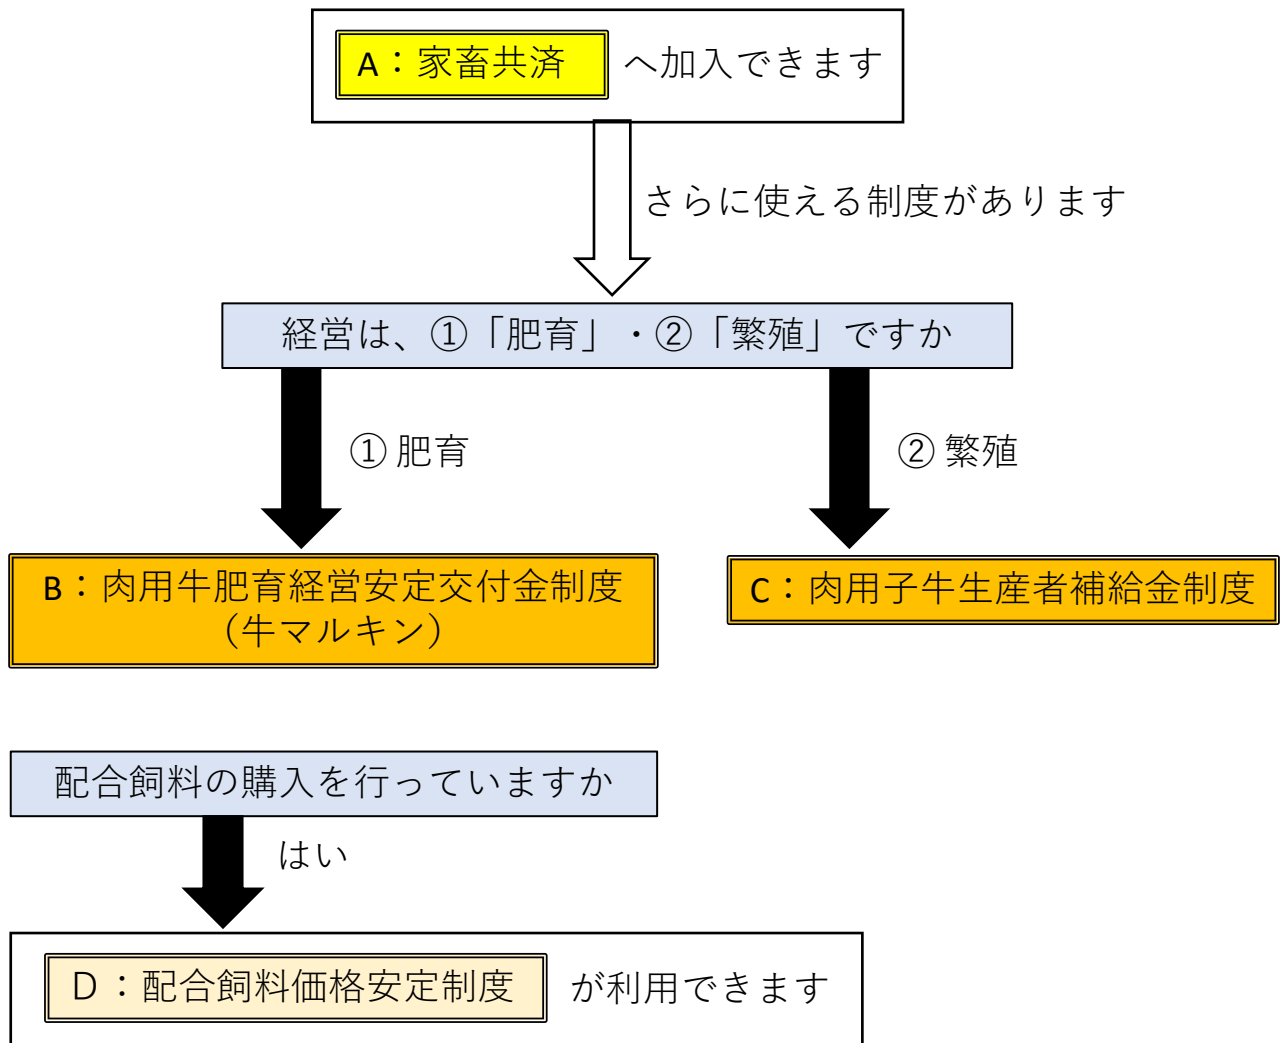 A：家畜共済 へ加入できます
さらに使える制度があります
経営は、①「肥育」・②「繁殖」ですか
① 肥育
② 繁殖
B：肉用牛肥育経営安定交付金制度
（牛マルキン）
C：肉用子牛生産者補給金制度
配合飼料の購入を行っていますか
はい
Ｄ：配合飼料価格安定制度 が利用できます